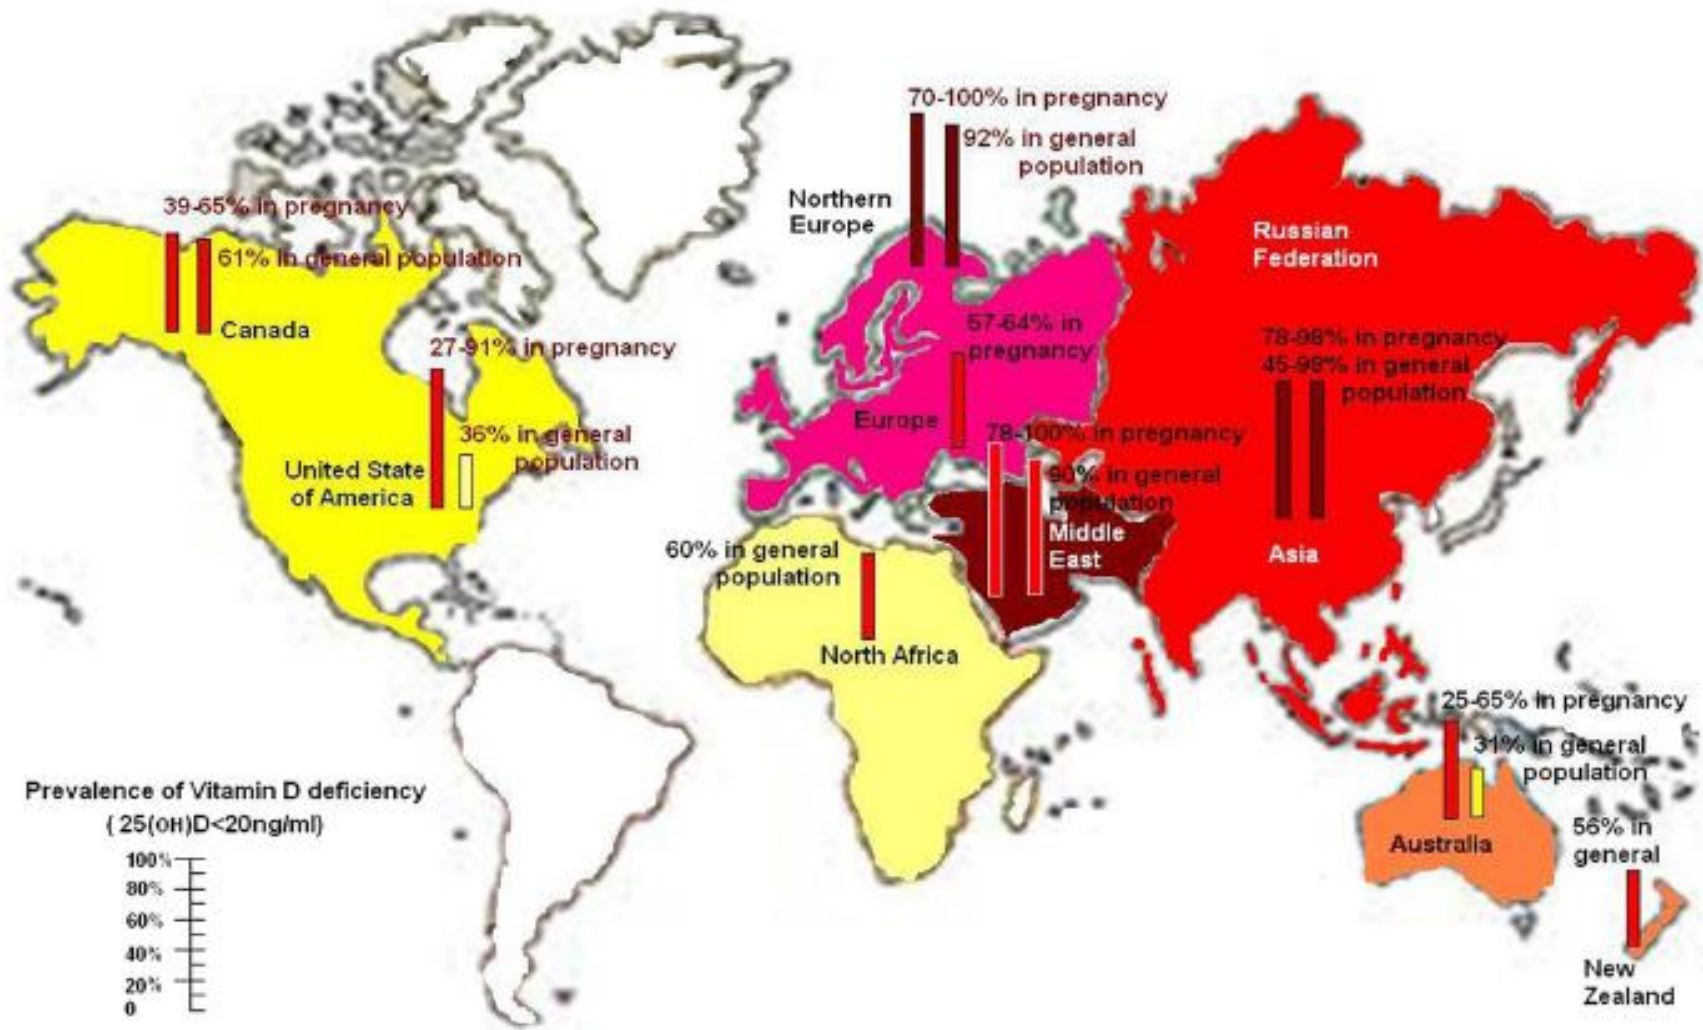 70-100% in pregnancy
92% in general
population
Northern
Europe
39-65% in pregnancy
61% in general population
Canada
Russian
Federation
27-91% in pregnancy
36% in general
population
United State
of America
57-64% in
pregnancy
Europe
78-98% in pregnancy
45-98% in general
population
Asia
78-100% in pregnancy
90% in general
population
Middle
East
60% in general
population
North Africa
25-65% in pregnancy
31% in general
population
Australia
56% in
general
New
Zealand
Prevalence of Vitamin D deficiency
( 25(OH)D<20ng/ml)
100%
80%
60%
40%
20%
0